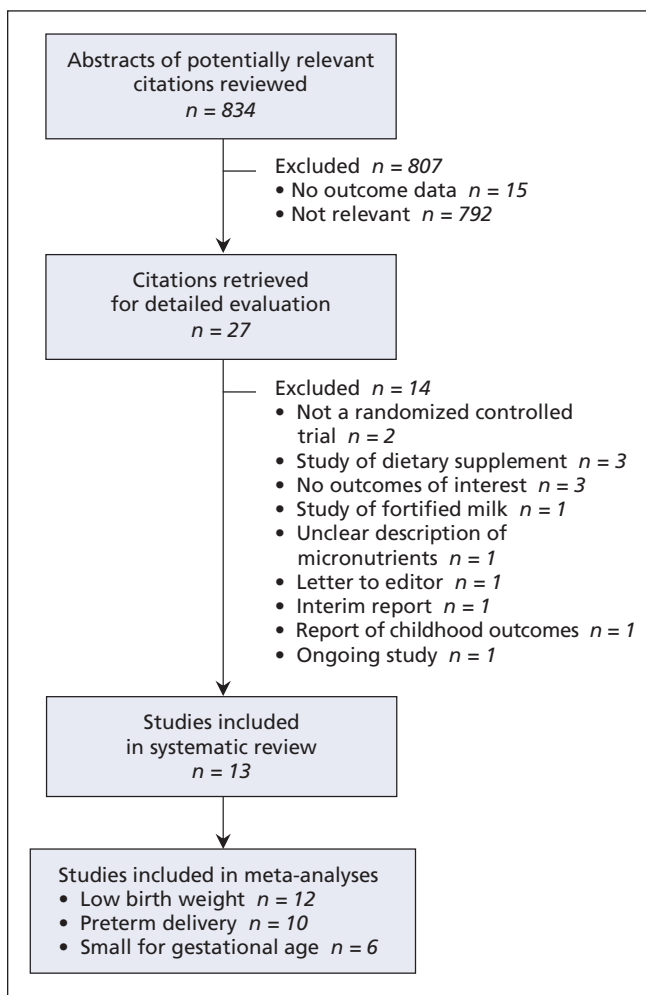 Abstracts of potentially relevant
citations reviewed
n = 834
Excluded n = 807
• No outcome data n = 15
• Not relevant n = 792
Citations retrieved
for detailed evaluation
n = 27
Excluded n = 14
• Not a randomized controlled
trial n = 2
• Study of dietary supplement n = 3
• No outcomes of interest n = 3
• Study of fortified milk n = 1
• Unclear description of
micronutrients n = 1
• Letter to editor n = 1
• Interim report n = 1
• Report of childhood outcomes n = 1
• Ongoing study n = 1
Studies included
in systematic review
n = 13
Studies included in meta-analyses
• Low birth weight n = 12
• Preterm delivery n = 10
• Small for gestational age n = 6